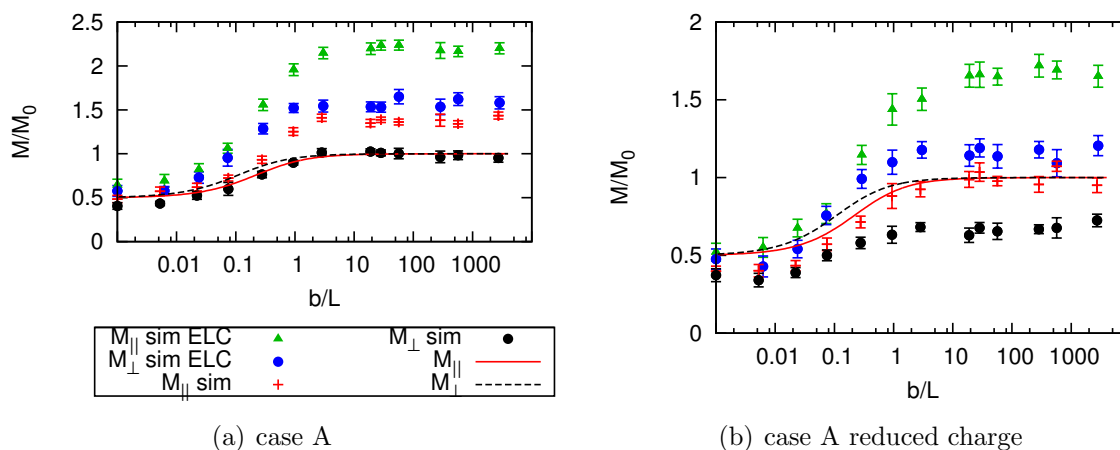 M/M0
2.5
2
1.5
1
0.5
0
0.01 0.1 1 10 100 1000
b/L
M|| sim ELC
M⊥ sim ELC
M|| sim
M⊥ sim
M||
M⊥
(a) case A
M/M0
2
1.5
1
0.5
0
0.01 0.1 1 10 100 1000
b/L
(b) case A reduced charge